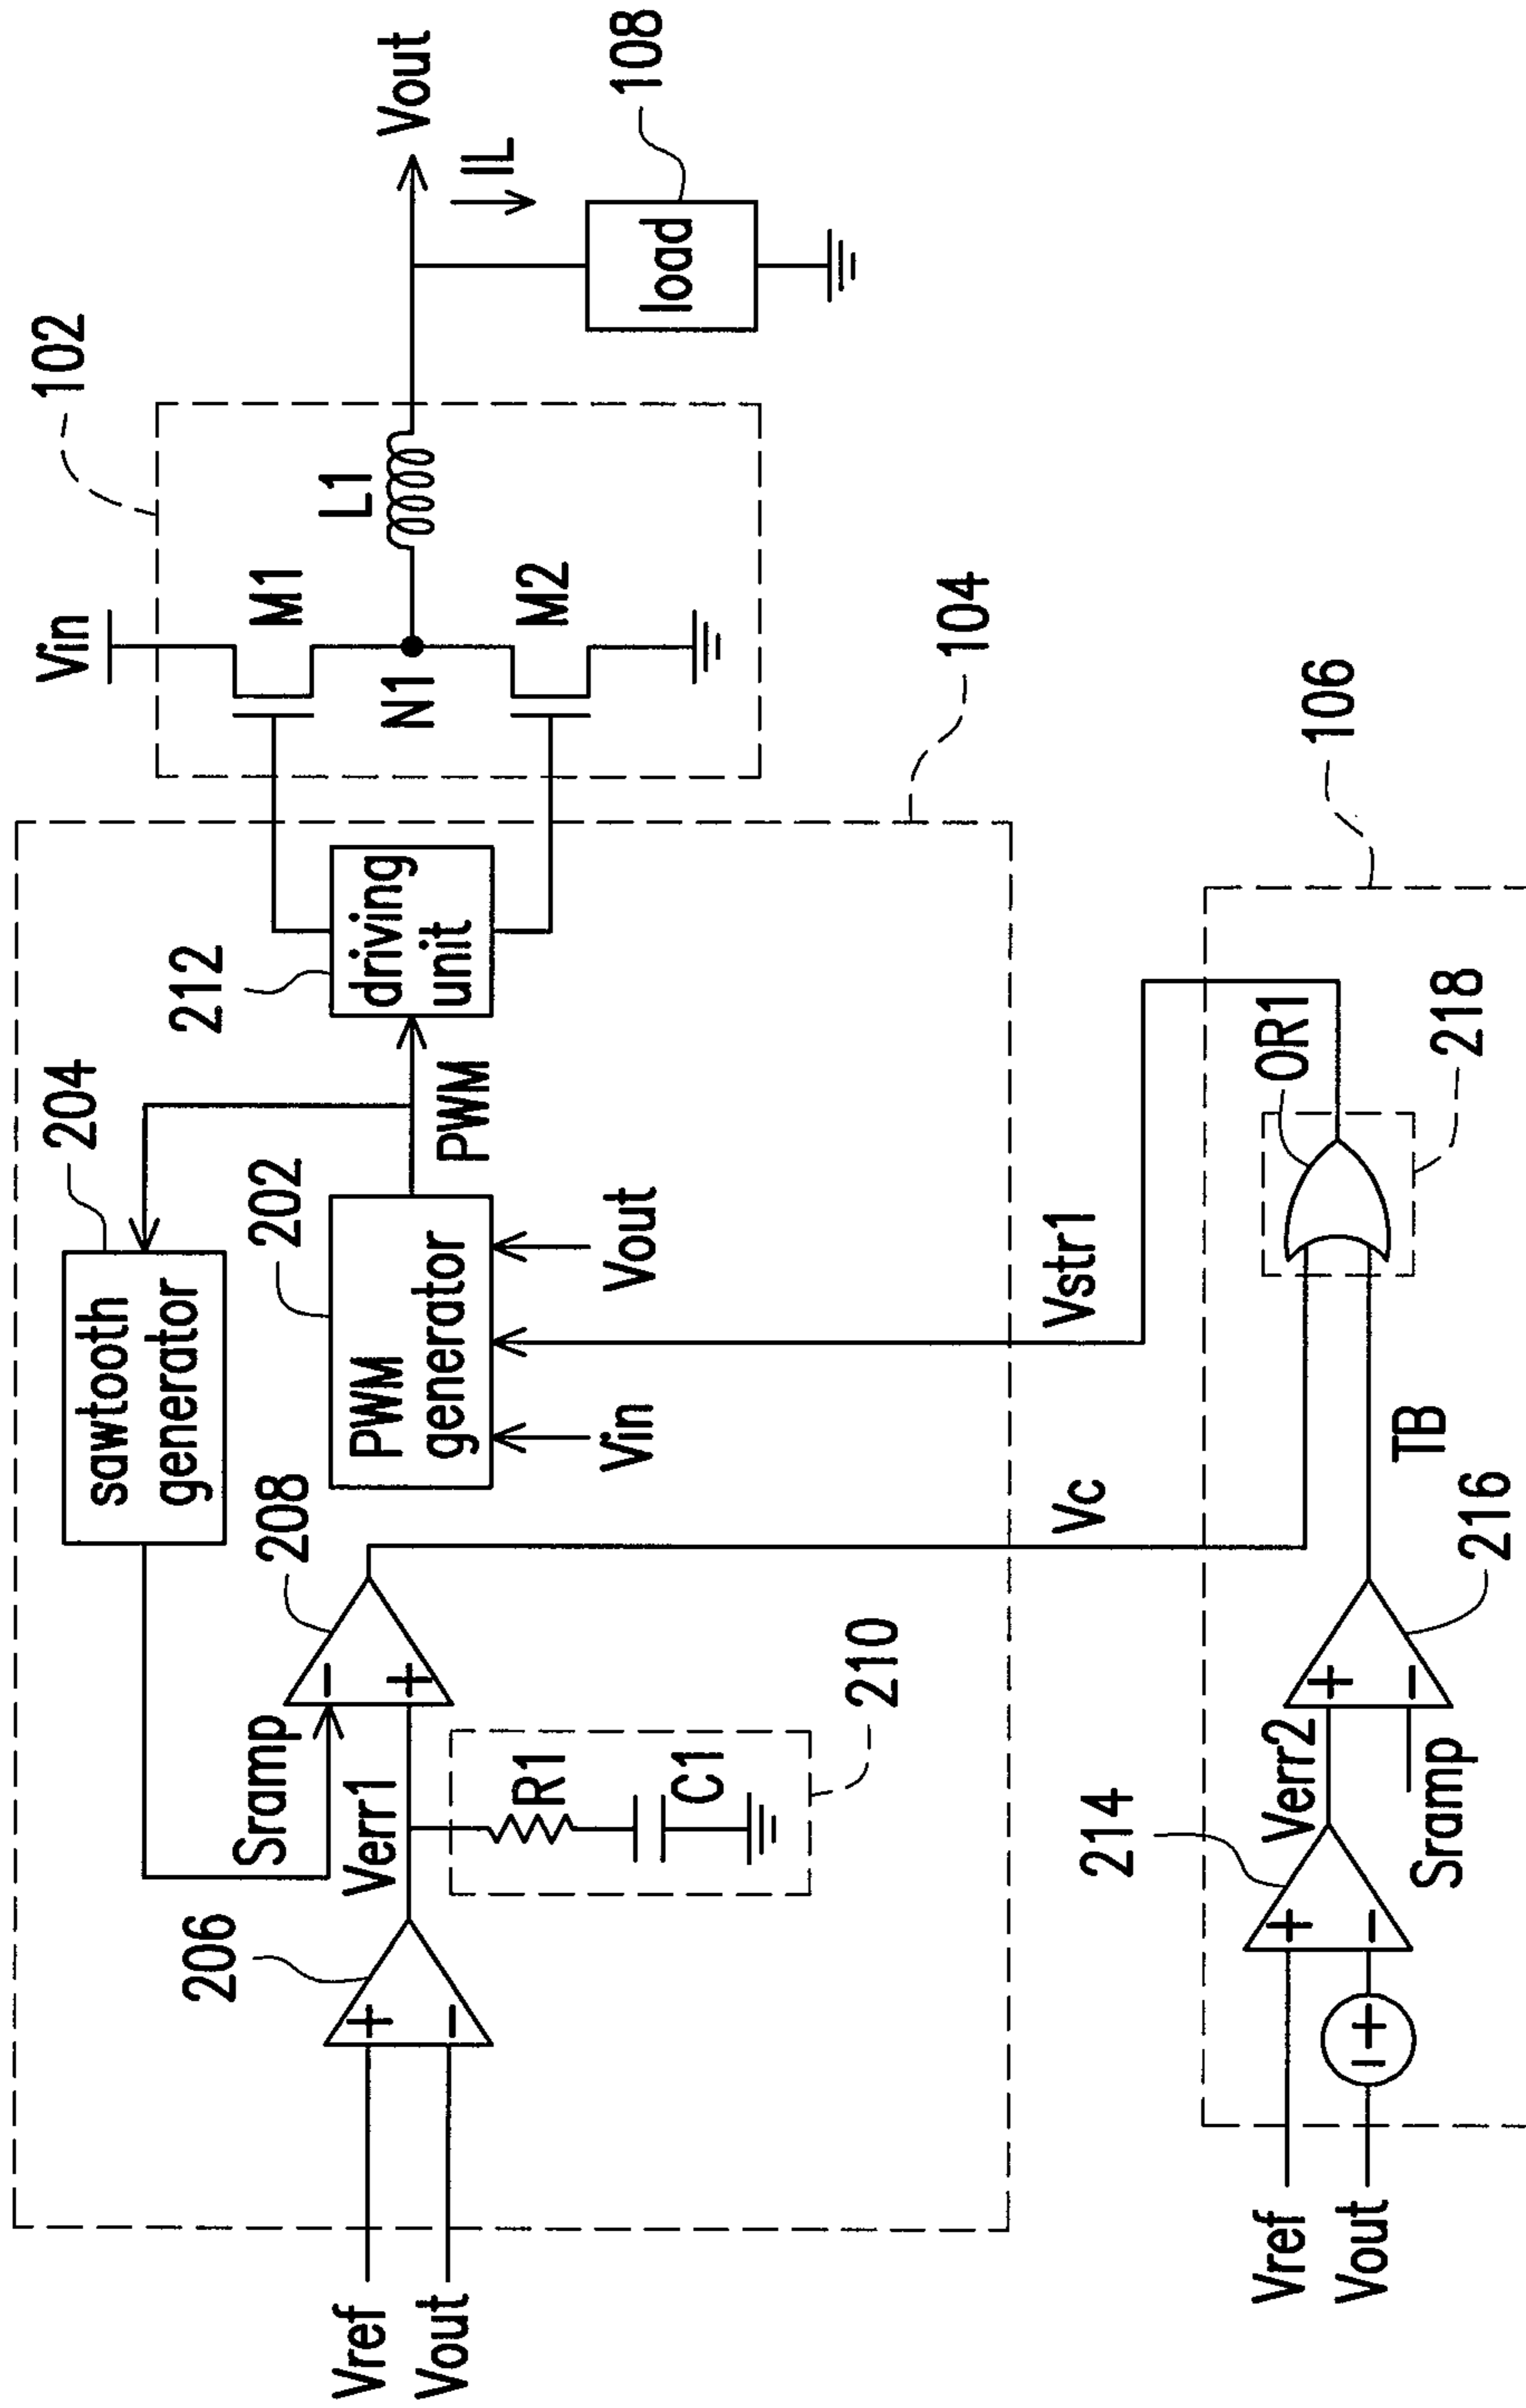 102
Vin
M1
L1
Vout
N1
M2
IL
load
108
204
sawtooth
generator
212
driving
unit
202
PWM
generator
PWM
208
Vin
Vout
Sramp
Verr1
206
+
−
−
+
R1
C1
210
Vref
Vout
104
Vc
Vstr1
106
OR1
218
214
Verr2
+
−
+
−
Sramp
TB
216
Vref
Vout
− +